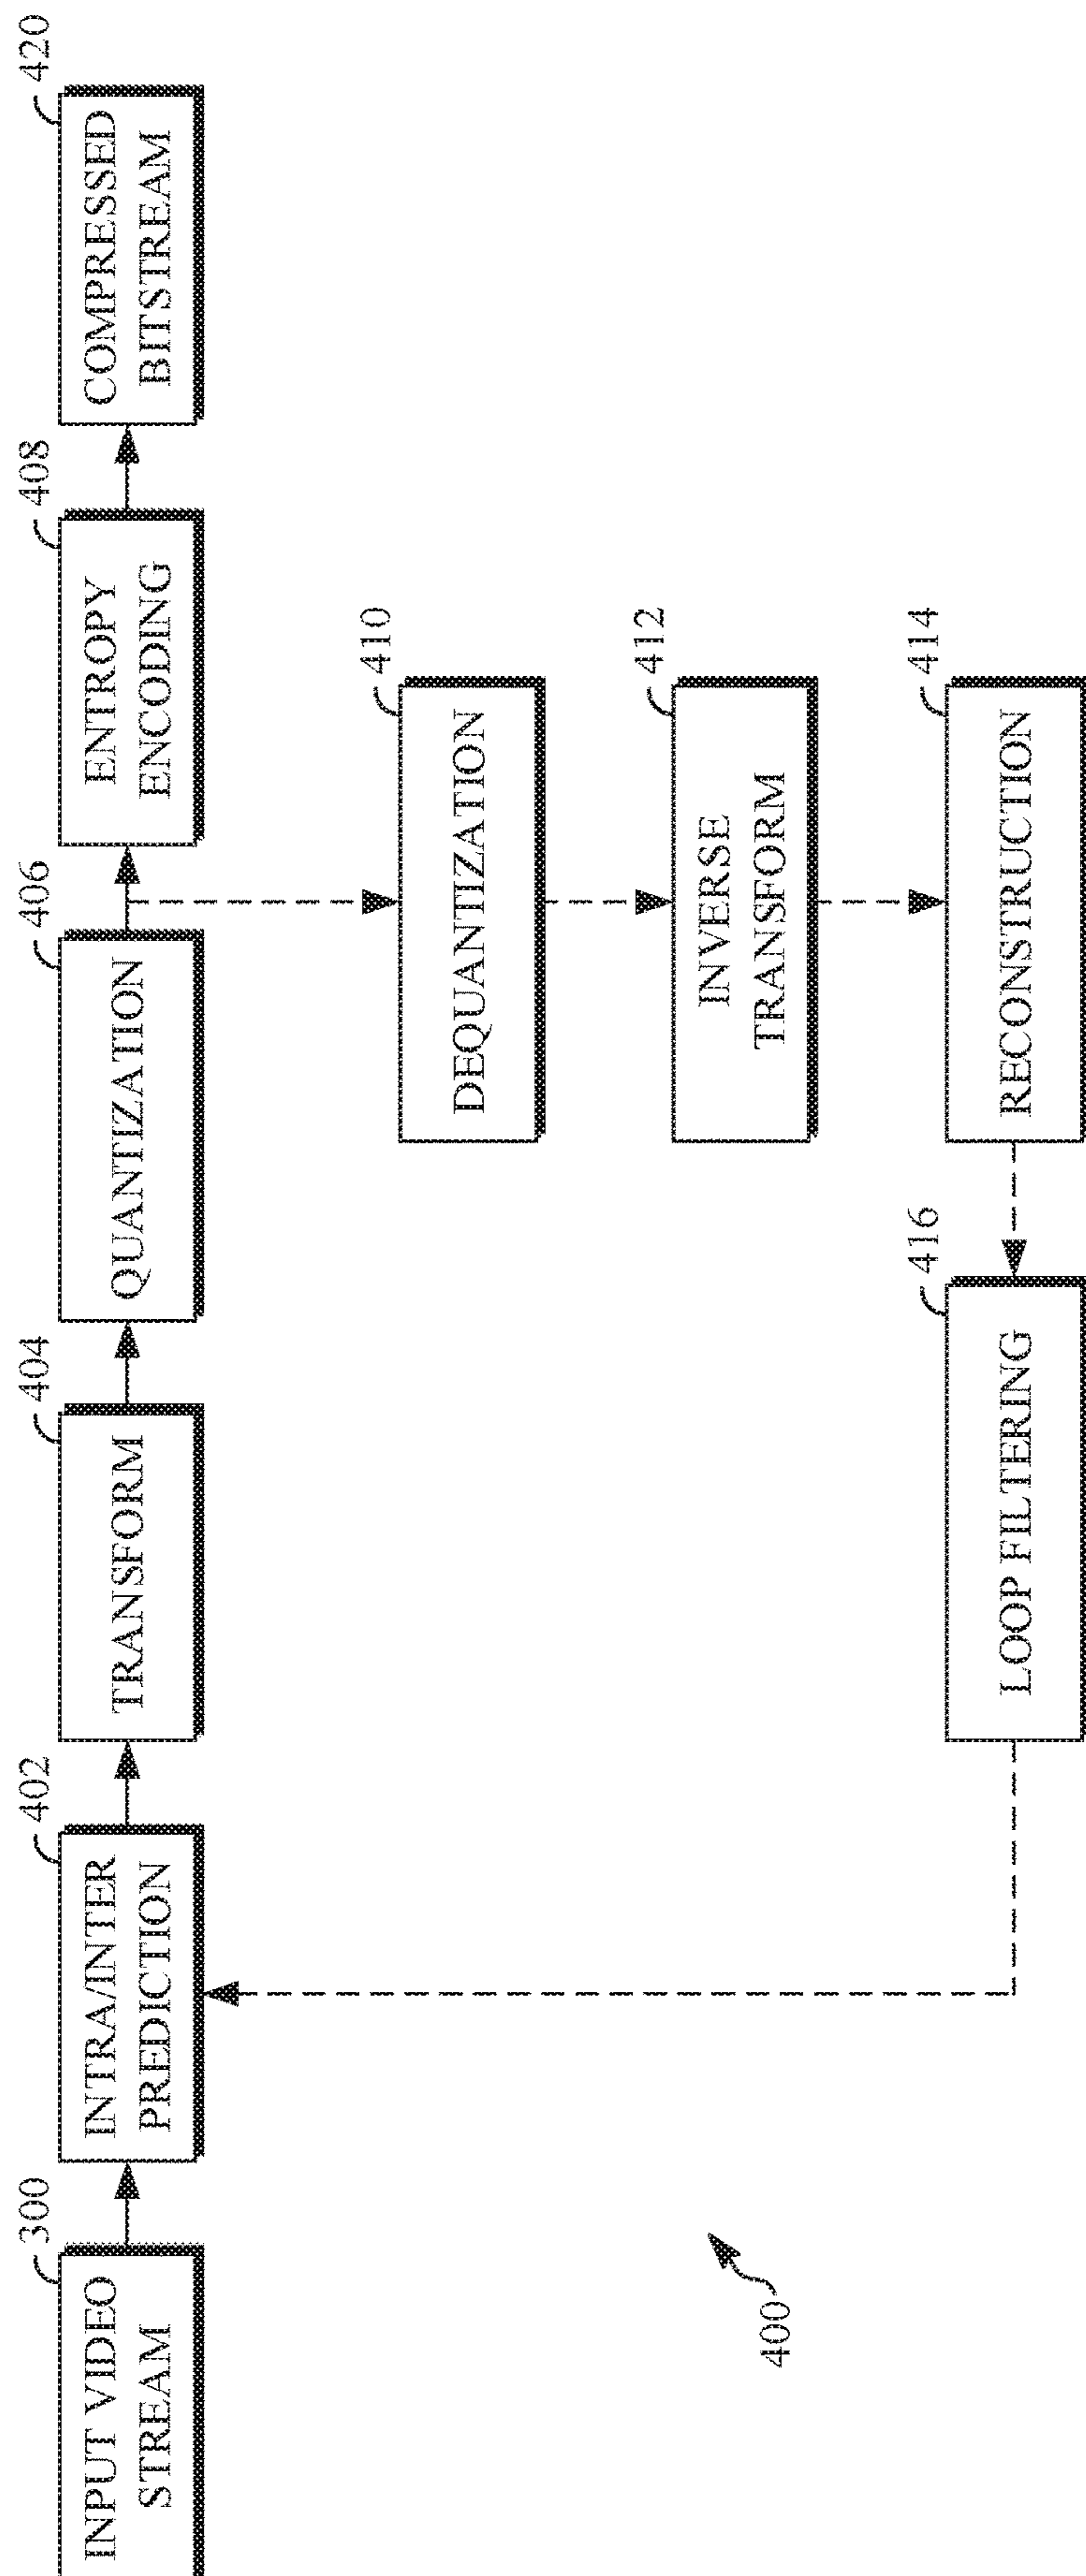 300
INPUT VIDEO
STREAM
402
INTRA/INTER
PREDICTION
404
TRANSFORM
406
QUANTIZATION
408
ENTROPY
ENCODING
420
COMPRESSED
BITSTREAM
410
DEQUANTIZATION
412
INVERSE
TRANSFORM
414
RECONSTRUCTION
416
LOOP FILTERING
400